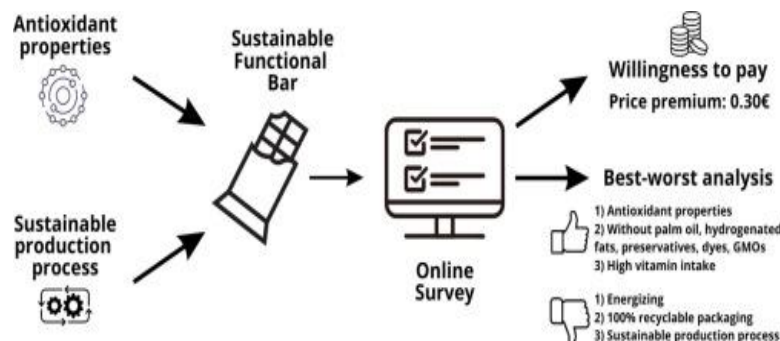 Antioxidant
properties
Sustainable
production
process
Sustainable
Functional
Bar
Online
Survey
Willingness to pay
Price premium: 0.30€
Best-worst analysis
1) Antioxidant properties
2) Without palm oil, hydrogenated
fats, preservatives, dyes, GMOs
3) High vitamin intake
1) Energizing
2) 100% recyclable packaging
3) Sustainable production process